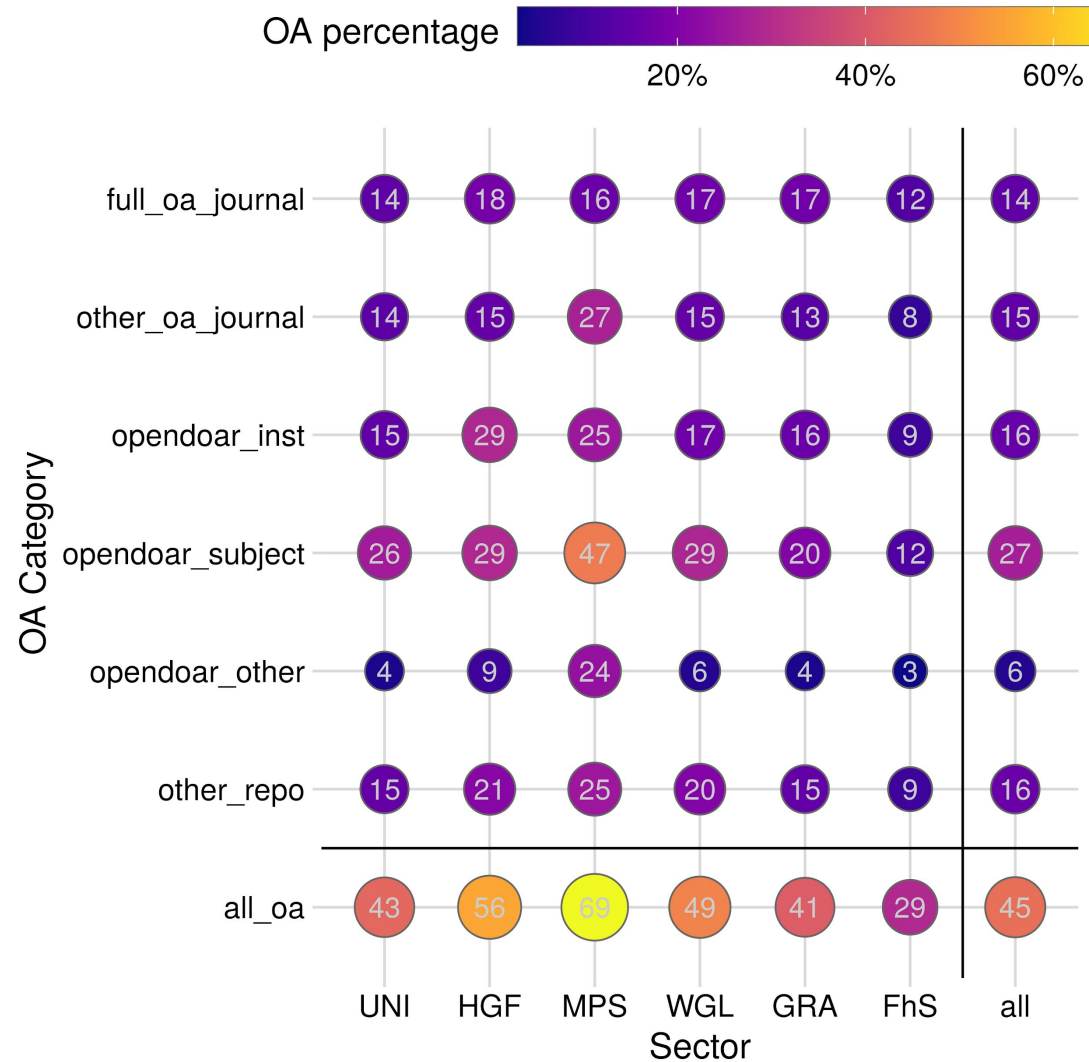 OA percentage
20% 40% 60%
full_oa_journal 14 18 16 17 17 12 14
other_oa_journal 14 15 27 15 13 8 15
opendoar_inst 15 29 25 17 16 9 16
opendoar_subject 26 29 47 29 20 12 27
opendoar_other 4 9 24 6 4 3 6
other_repo 15 21 25 20 15 9 16
all_oa 43 56 69 49 41 29 45
OA Category
UNI HGF MPS WGL GRA FhS all
Sector